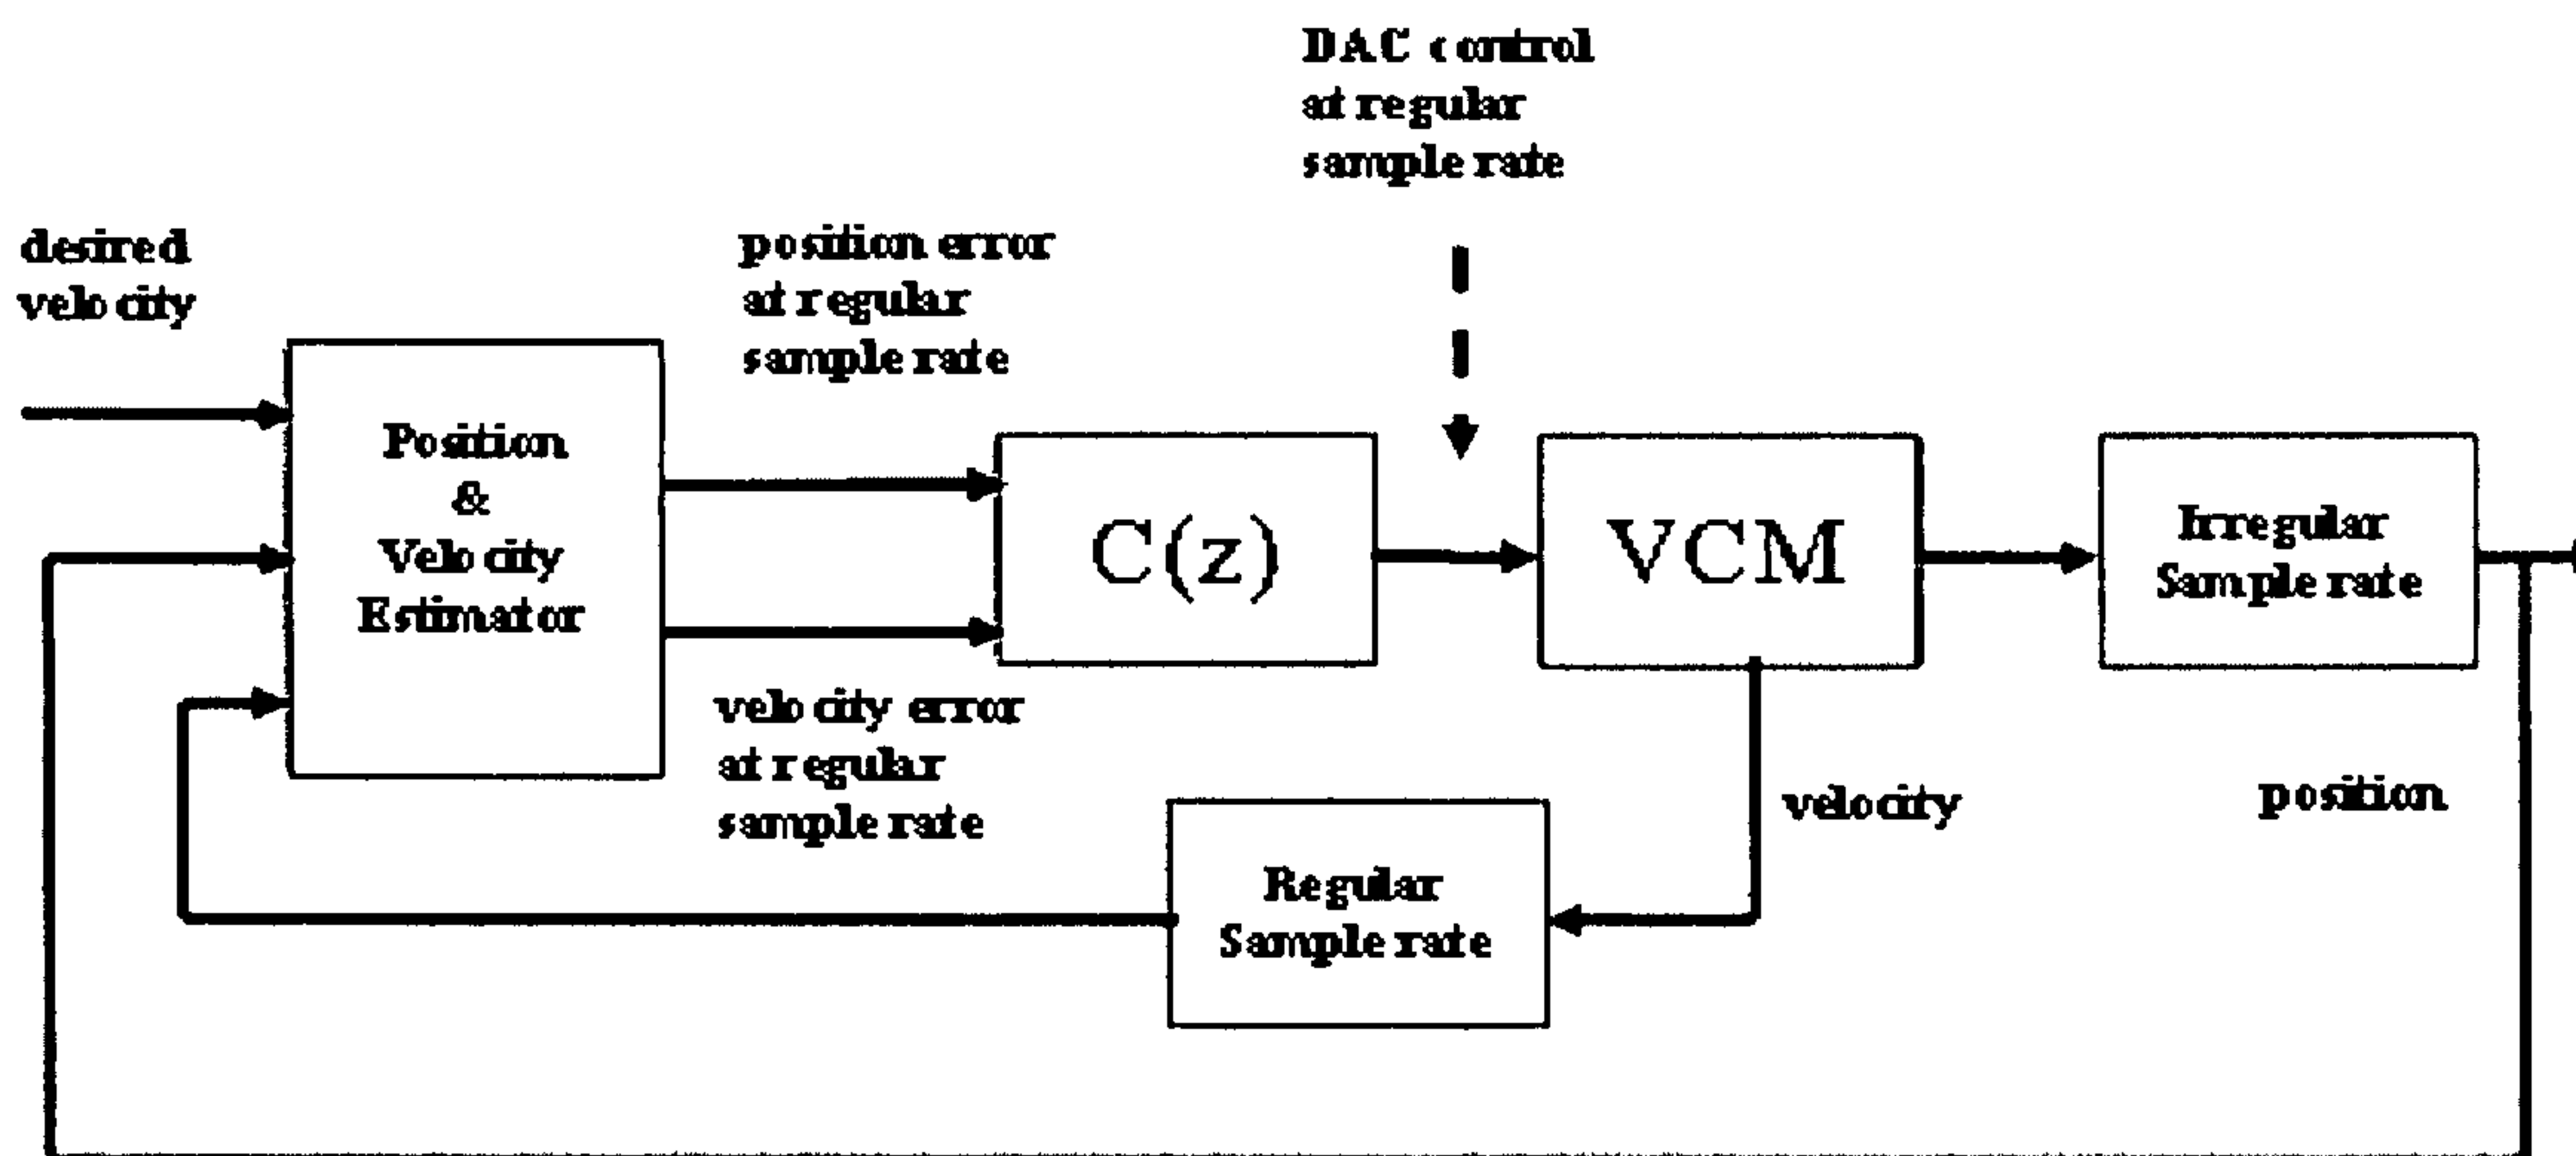 DAC control
at regular
sample rate
desired
velocity
position error
at regular
sample rate
Position
&
Velocity
Estimator
C(z)
VCM
Irregular
Sample rate
velocity error
at regular
sample rate
velocity
position
Regular
Sample rate